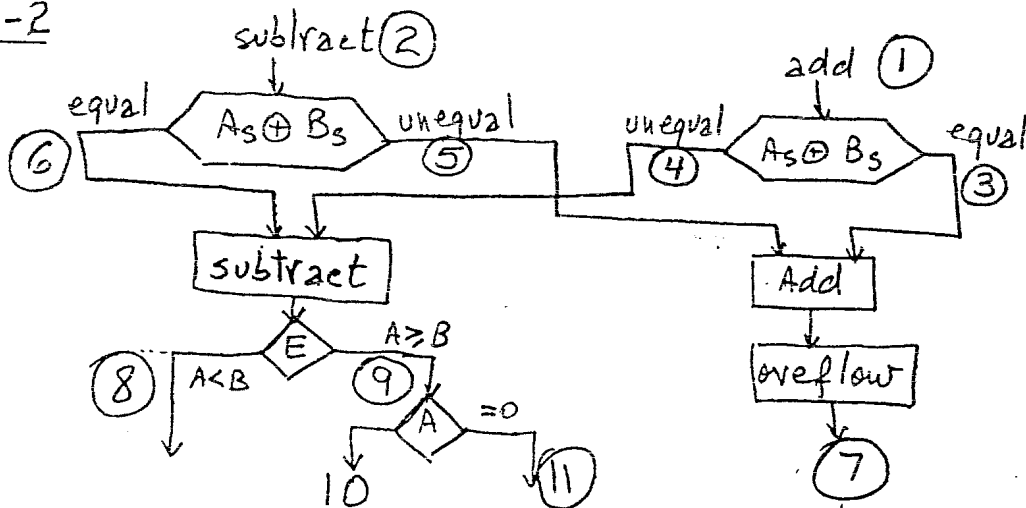 -2
subtract ②
add ①
equal
As ⊕ Bs
unequal
unequal
As ⊕ Bs
equal
⑥
⑤
④
③
subtract
Add
E
A≥B
oveflow
⑧
A<B
⑨
A
=0
10
⑪
⑦